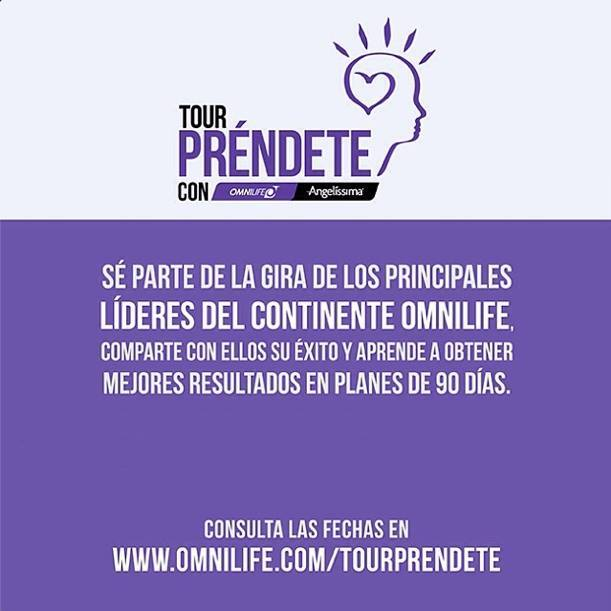 TOUR
PRÉNDETE
CON OMNILIFE Angelíssima
SÉ PARTE DE LA GIRA DE LOS PRINCIPALES
LÍDERES DEL CONTINENTE OMNILIFE,
COMPARTE CON ELLOS SU ÉXITO Y APRENDE A OBTENER
MEJORES RESULTADOS EN PLANES DE 90 DÍAS.
CONSULTA LAS FECHAS EN
WWW.OMNILIFE.COM/TOURPRENDETE